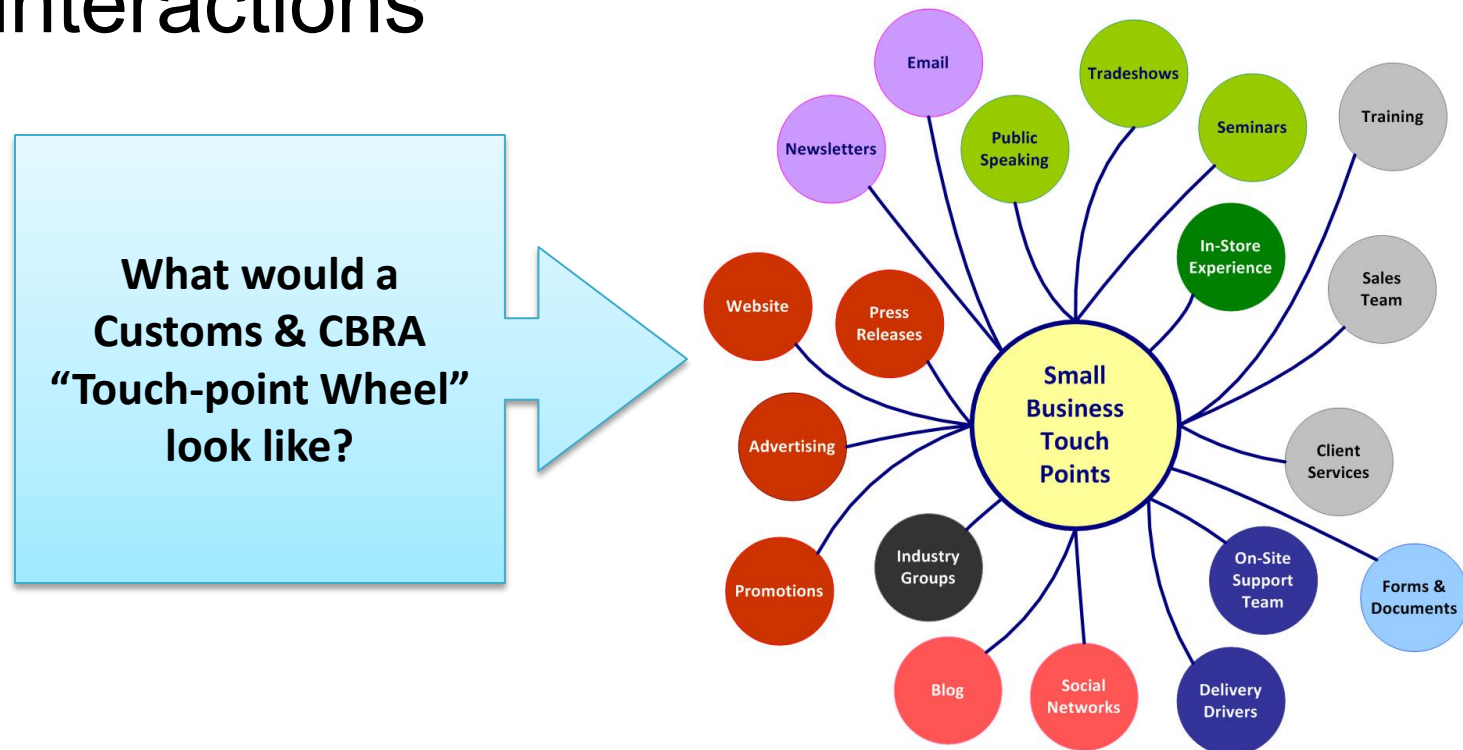 Interactions
What would a
Customs & CBRA
“Touch-point Wheel”
look like?
Email
Tradeshows
Newsletters
Public
Speaking
Seminars
Training
In-Store
Experience
Sales
Team
Website
Press
Releases
Small
Business
Touch
Points
Advertising
Client
Services
Promotions
Industry
Groups
On-Site
Support
Team
Forms &
Documents
Blog
Social
Networks
Delivery
Drivers